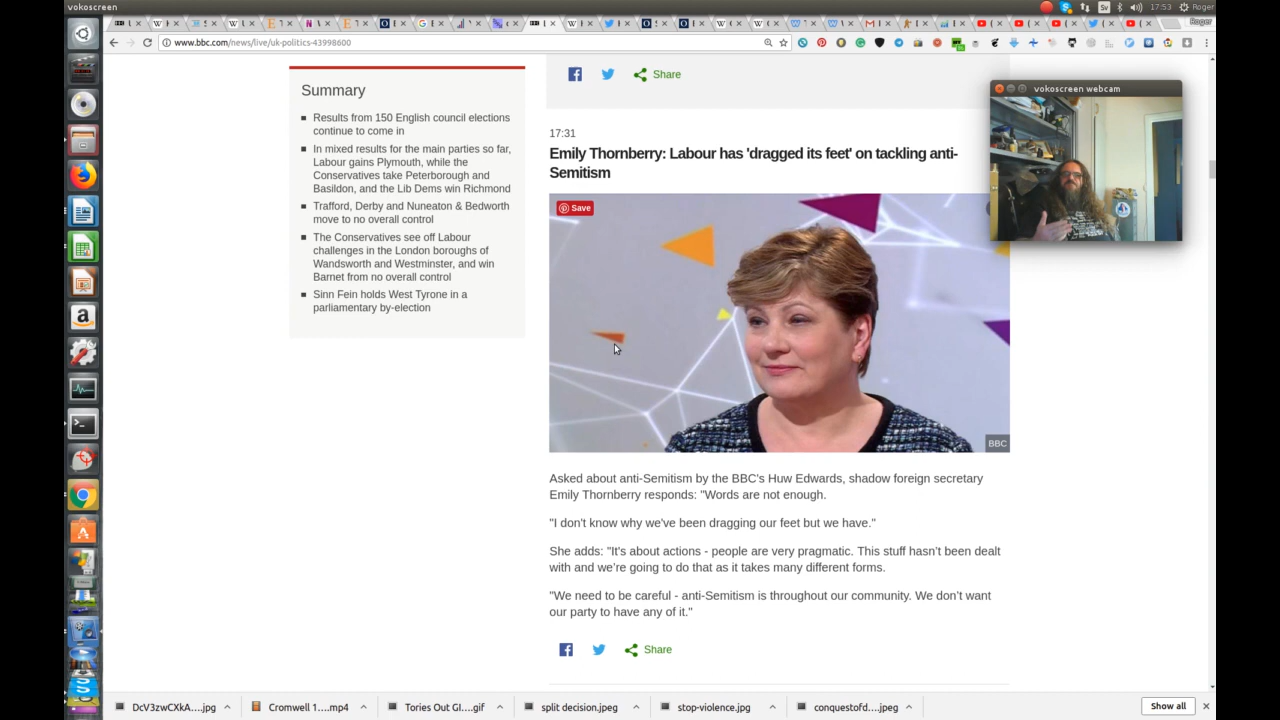 vokoscreen
Sv
17:53
Roger
Roger
www.bbc.com/news/live/uk-politics-43998600
Summary
Results from 150 English council elections
continue to come in
In mixed results for the main parties so far,
Labour gains Plymouth, while the
Conservatives take Peterborough and
Basildon, and the Lib Dems win Richmond
Trafford, Derby and Nuneaton & Bedworth
move to no overall control
The Conservatives see off Labour
challenges in the London boroughs of
Wandsworth and Westminster, and win
Barnet from no overall control
Sinn Fein holds West Tyrone in a
parliamentary by-election
Share
17:31
Emily Thornberry: Labour has 'dragged its feet' on tackling anti-
Semitism
Save
BBC
vokoscreen webcam
Asked about anti-Semitism by the BBC's Huw Edwards, shadow foreign secretary
Emily Thornberry responds: "Words are not enough.
"I don't know why we've been dragging our feet but we have."
She adds: "It's about actions - people are very pragmatic. This stuff hasn't been dealt
with and we're going to do that as it takes many different forms.
"We need to be careful - anti-Semitism is throughout our community. We don't want
our party to have any of it."
Share
DcV3zwCXkA....jpg
Cromwell 1....mp4
Tories Out GI....gif
split decision.jpeg
stop-violence.jpg
conquestofd....jpeg
Show all